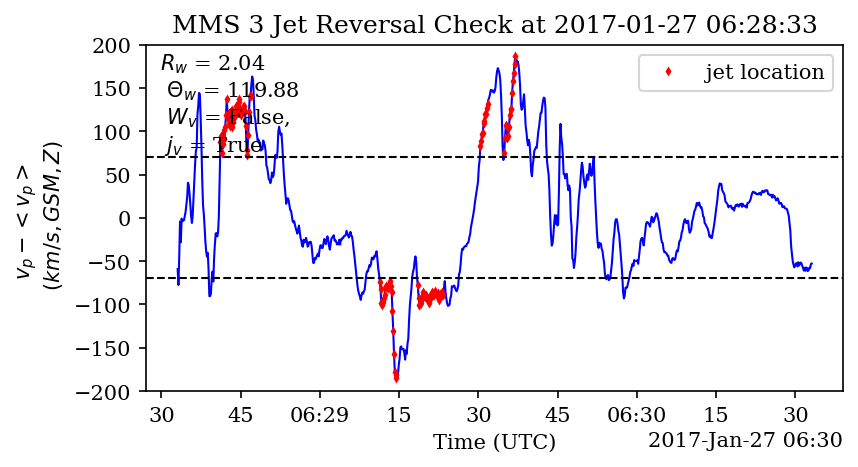 MMS 3 Jet Reversal Check at 2017-01-27 06:28:33
R_w = 2.04
Θ_w = 119.88
W_v = False,
j_v = True
jet location
v_p − < v_p >
(km/s, GSM, Z)
200
150
100
50
0
−50
−100
−150
−200
30 45 06:29 15 30 45 06:30 15 30
Time (UTC)
2017-Jan-27 06:30